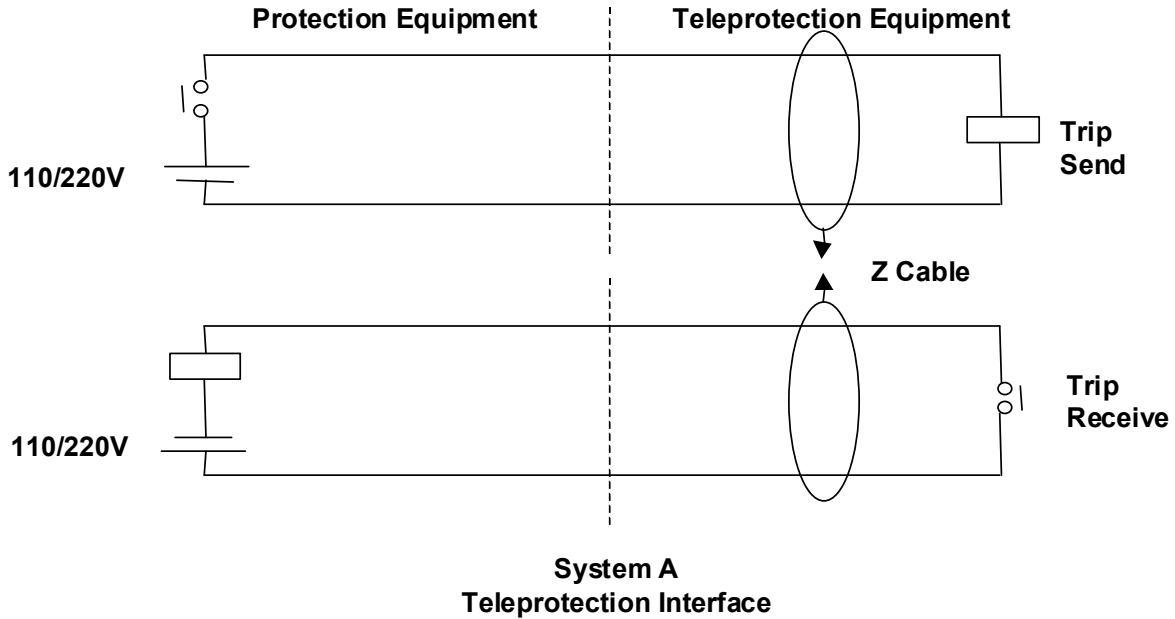 Protection Equipment
Teleprotection Equipment
110/220V
Trip
Send
Z Cable
110/220V
Trip
Receive
System A
Teleprotection Interface